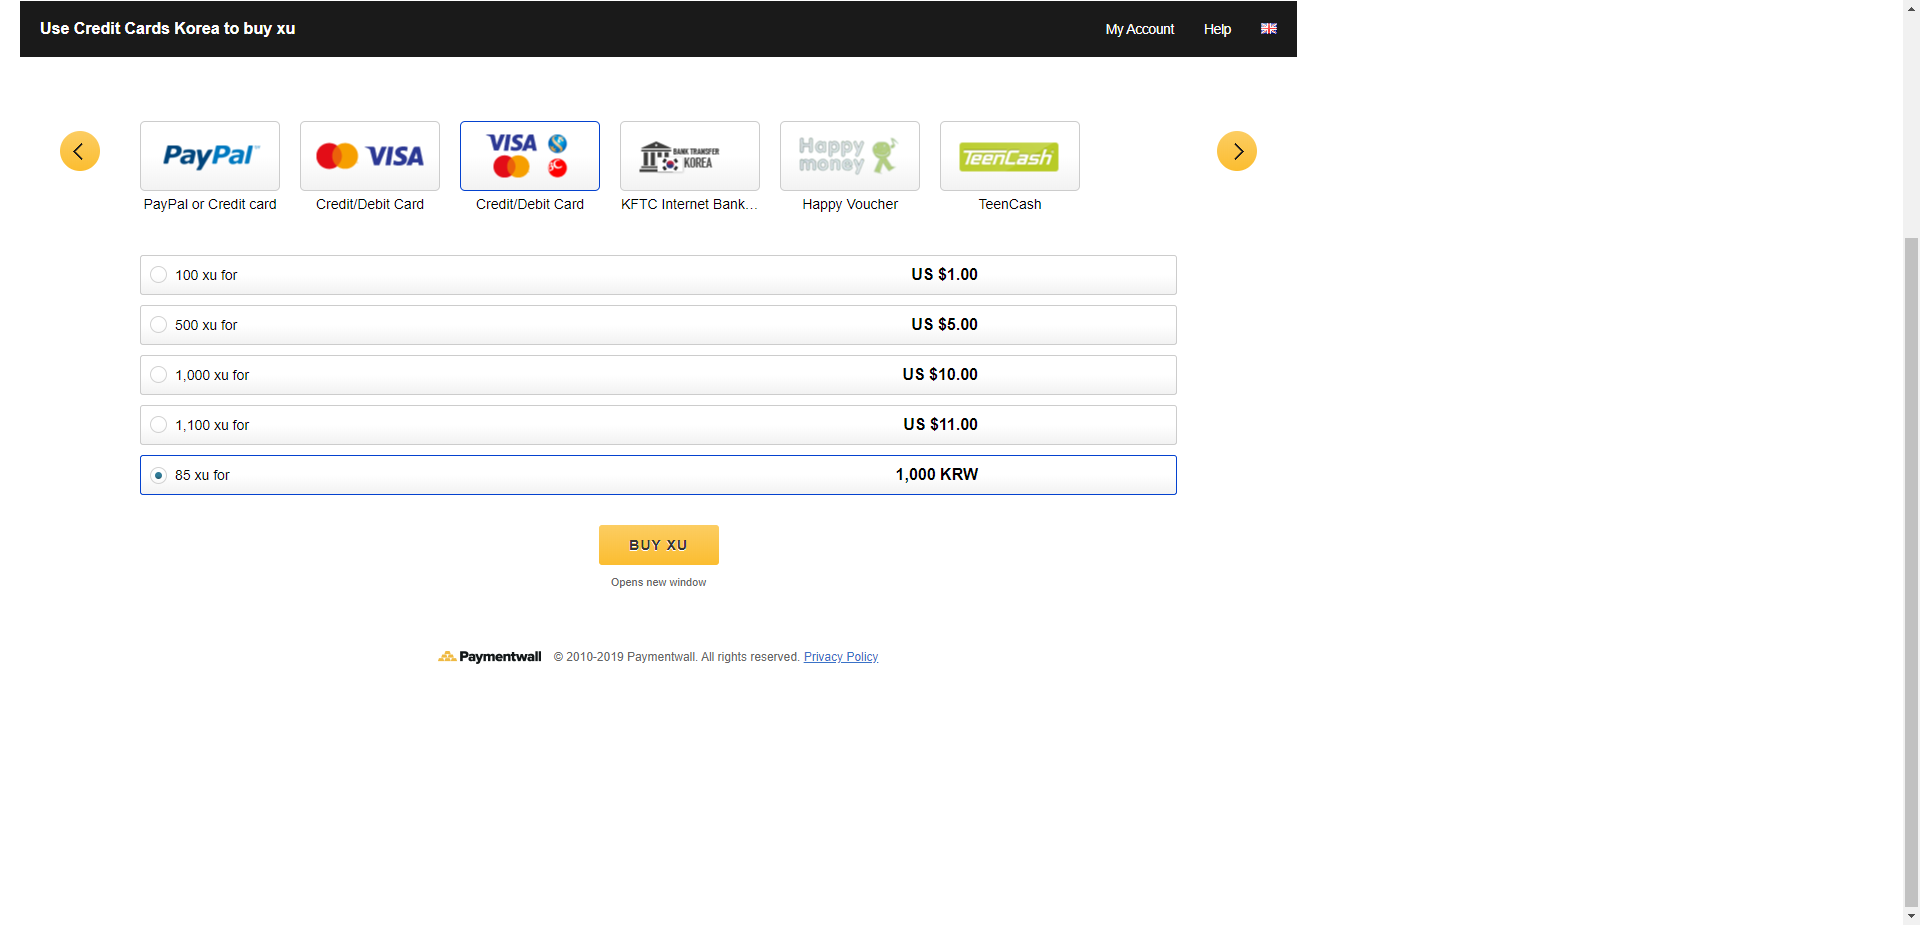 Use Credit Cards Korea to buy xu
My Account Help
PayPal™ VISA VISA BANK TRANSFER KOREA Happy money TeenCash
PayPal or Credit card Credit/Debit Card Credit/Debit Card KFTC Internet Bank... Happy Voucher TeenCash
100 xu for US $1.00
500 xu for US $5.00
1,000 xu for US $10.00
1,100 xu for US $11.00
85 xu for 1,000 KRW
BUY XU
Opens new window
Paymentwall © 2010-2019 Paymentwall. All rights reserved. Privacy Policy